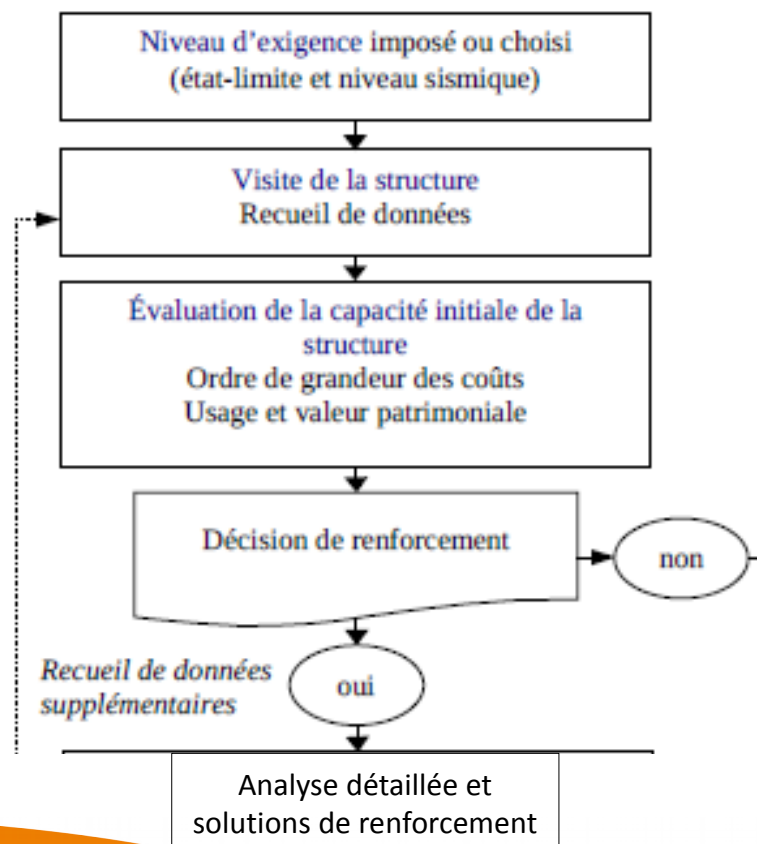 Niveau d'exigence imposé ou choisi
(état-limite et niveau sismique)
Visite de la structure
Recueil de données
Évaluation de la capacité initiale de la
structure
Ordre de grandeur des coûts
Usage et valeur patrimoniale
Décision de renforcement
non
Recueil de données
supplémentaires
oui
Analyse détaillée et
solutions de renforcement